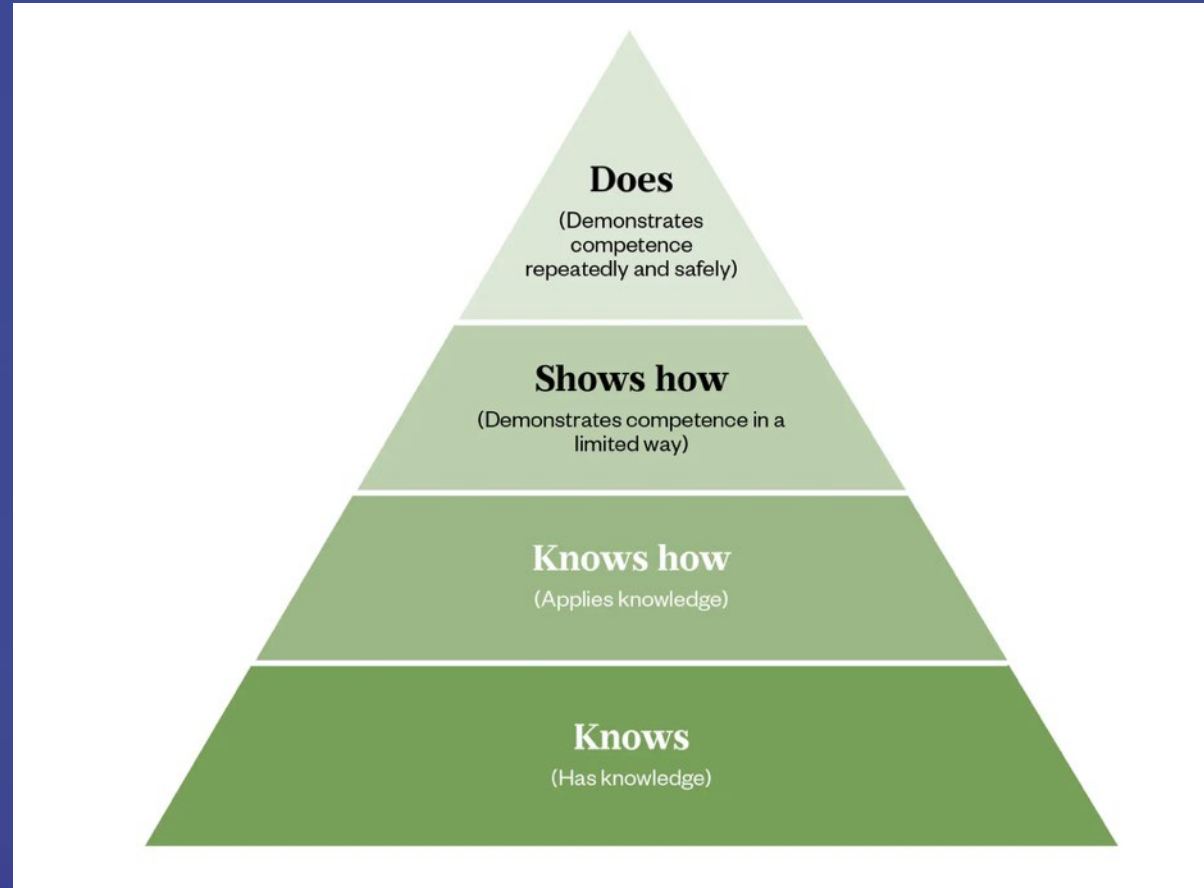 Does
(Demonstrates
competence
repeatedly and safely)
Shows how
(Demonstrates competence in a
limited way)
Knows how
(Applies knowledge)
Knows
(Has knowledge)